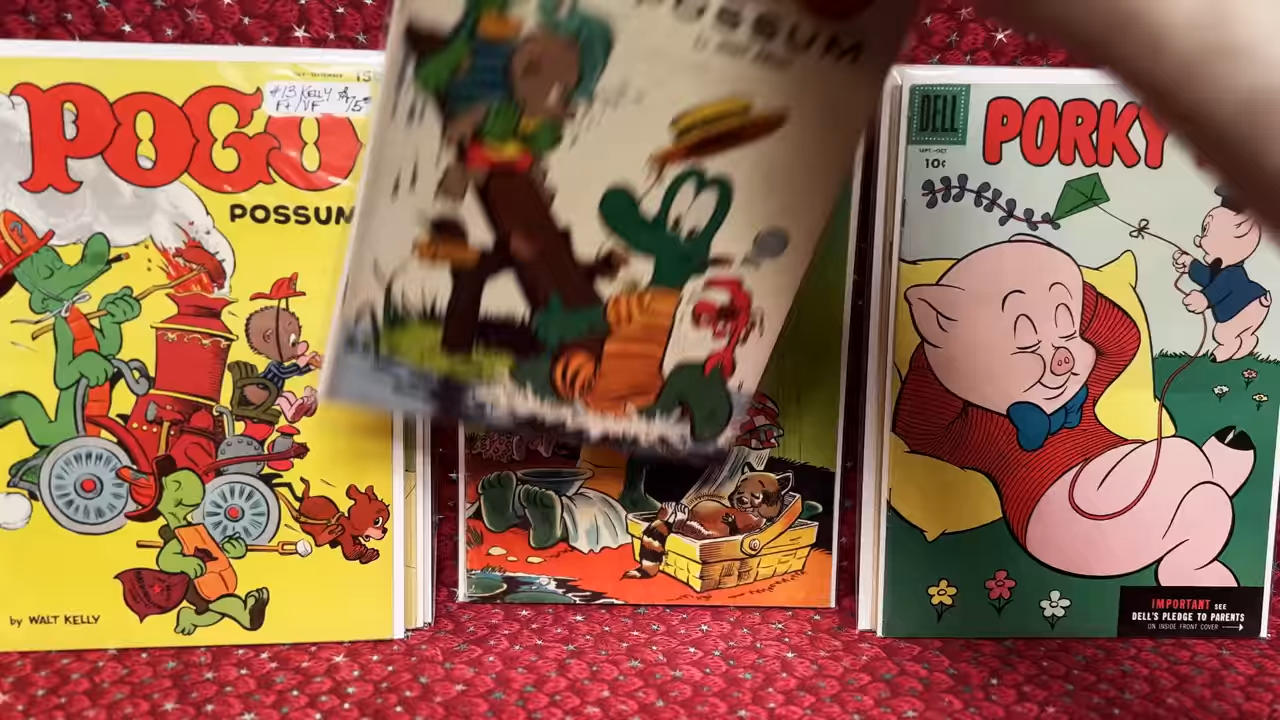 15¢
#13 KELLY $
F+/VF 75
POGO
POSSUM
by WALT KELLY
POSSUM
DELL
SEPT.-OCT.
10¢
PORKY
IMPORTANT SEE
DELL'S PLEDGE TO PARENTS
ON INSIDE FRONT COVER